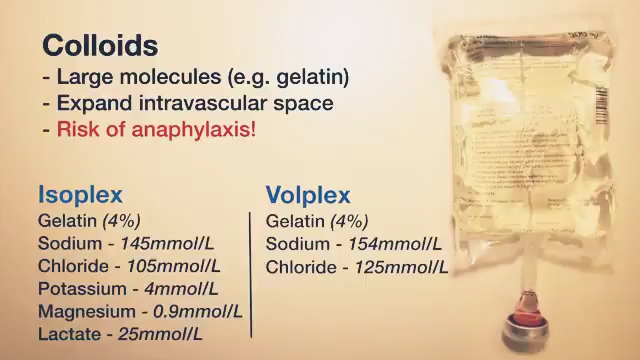 Colloids
- Large molecules (e.g. gelatin)
- Expand intravascular space
- Risk of anaphylaxis!
Isoplex
Gelatin (4%)
Sodium - 145mmol/L
Chloride - 105mmol/L
Potassium - 4mmol/L
Magnesium - 0.9mmol/L
Lactate - 25mmol/L
Volplex
Gelatin (4%)
Sodium - 154mmol/L
Chloride - 125mmol/L